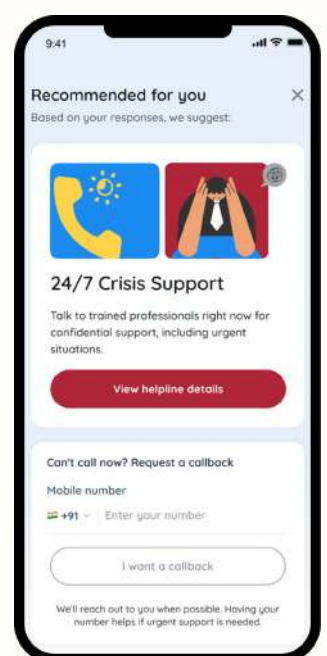 9:41
Recommended for you
Based on your responses, we suggest:
24/7 Crisis Support
Talk to trained professionals right now for
confidential support, including urgent
situations.
View helpline details
Can't call now? Request a callback
Mobile number
+91 Enter your number
I want a callback
We'll reach out to you when possible. Having your
number helps if urgent support is needed.